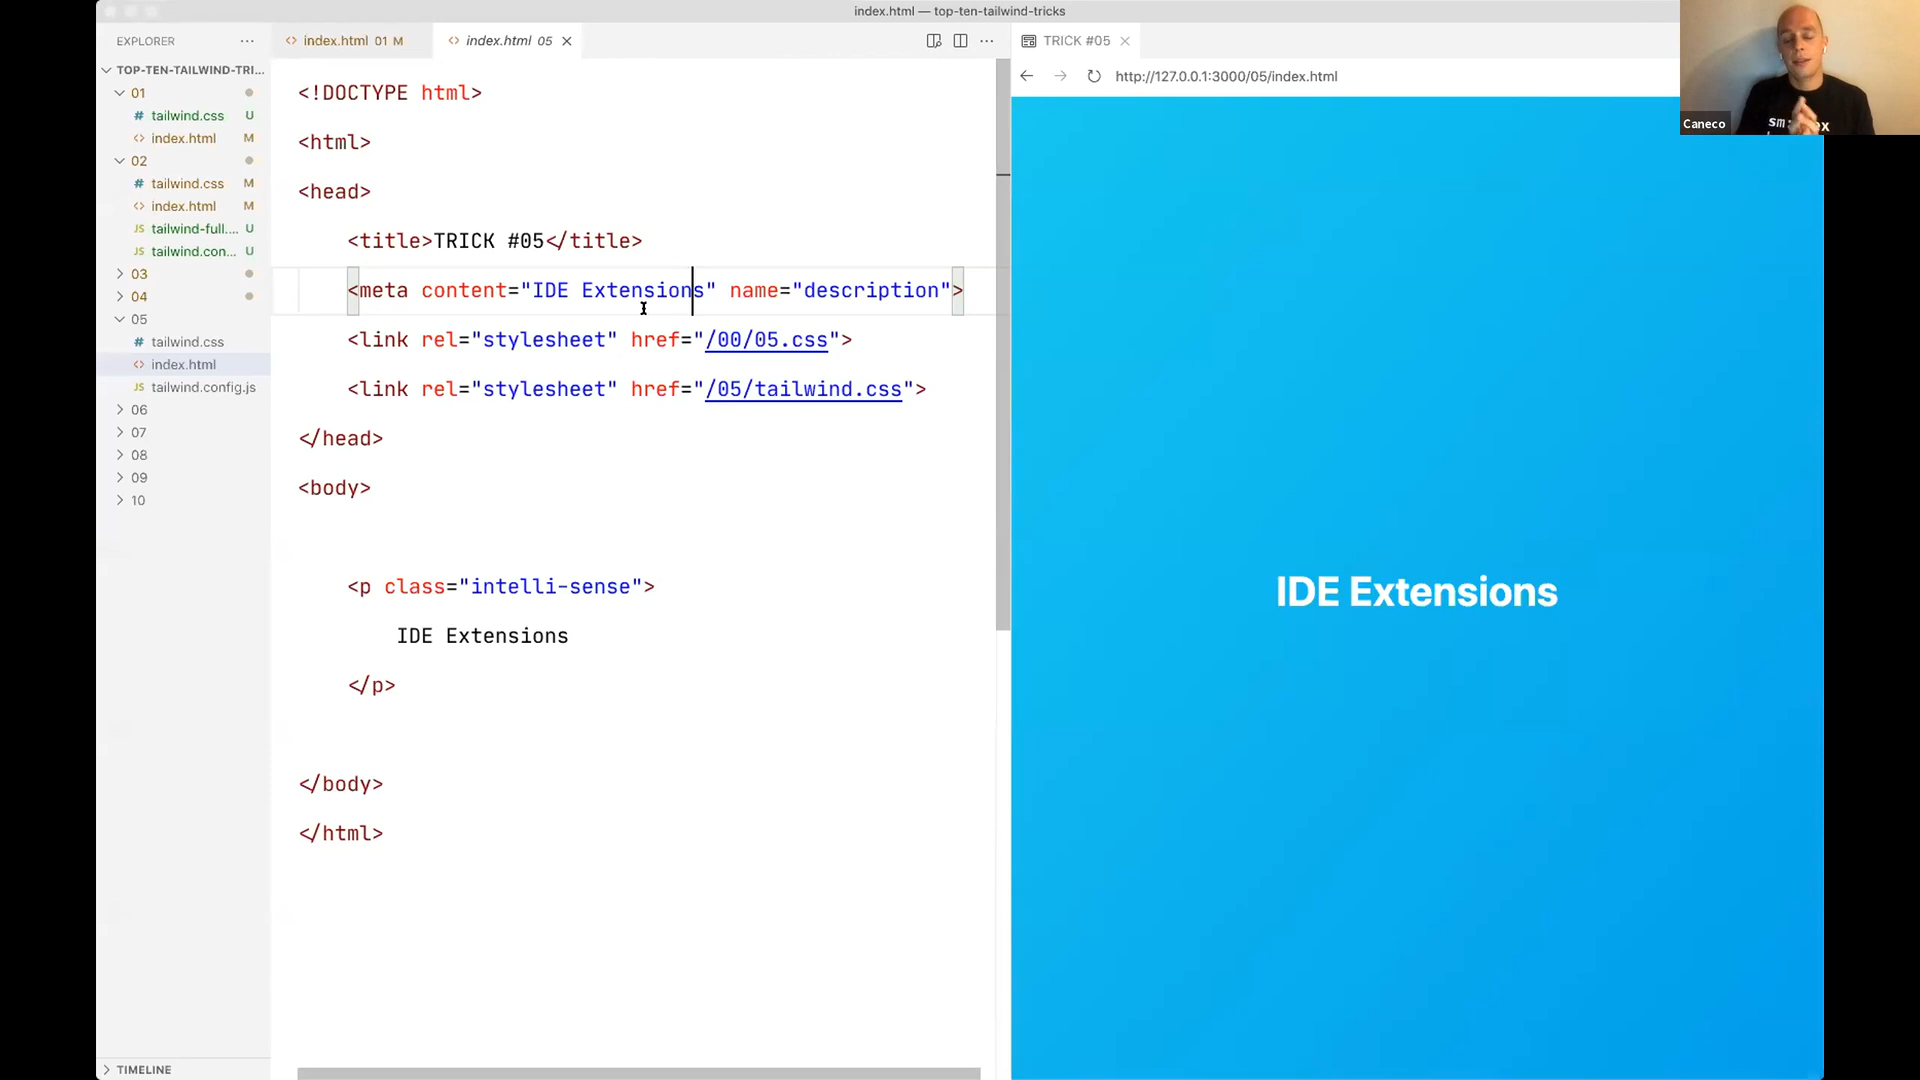 index.html — top-ten-tailwind-tricks
EXPLORER
TOP-TEN-TAILWIND-TRI...
01
# tailwind.css U
<> index.html M
02
# tailwind.css M
<> index.html M
JS tailwind-full.... U
JS tailwind.con... U
03
04
05
# tailwind.css
<> index.html
JS tailwind.config.js
06
07
08
09
10
TIMELINE
<> index.html 01 M
<> index.html 05
<!DOCTYPE html>
<html>
<head>
<title>TRICK #05</title>
<meta content="IDE Extensions" name="description">
<link rel="stylesheet" href="/00/05.css">
<link rel="stylesheet" href="/05/tailwind.css">
</head>
<body>
<p class="intelli-sense">
IDE Extensions
</p>
</body>
</html>
TRICK #05
http://127.0.0.1:3000/05/index.html
IDE Extensions
Caneco